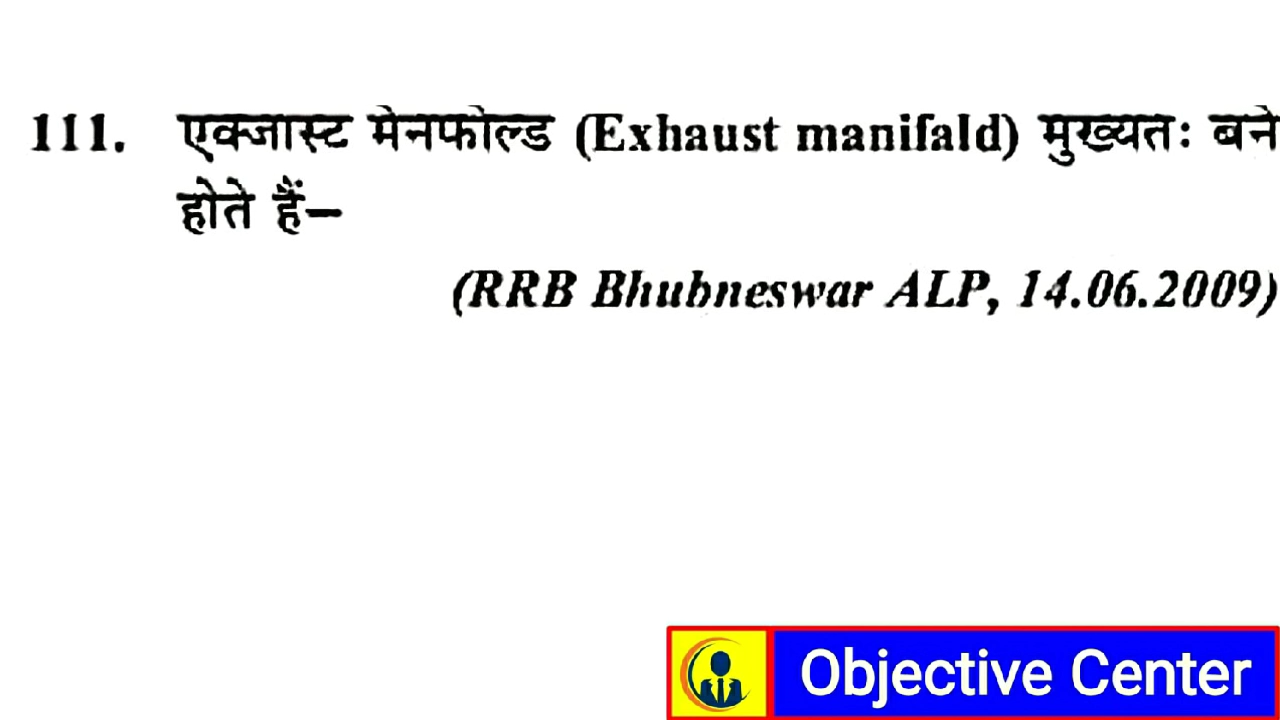 111. एक्जास्ट मेनफोल्ड (Exhaust manifald) मुख्यतः बने
होते हैं–
(RRB Bhubneswar ALP, 14.06.2009)
Objective Center